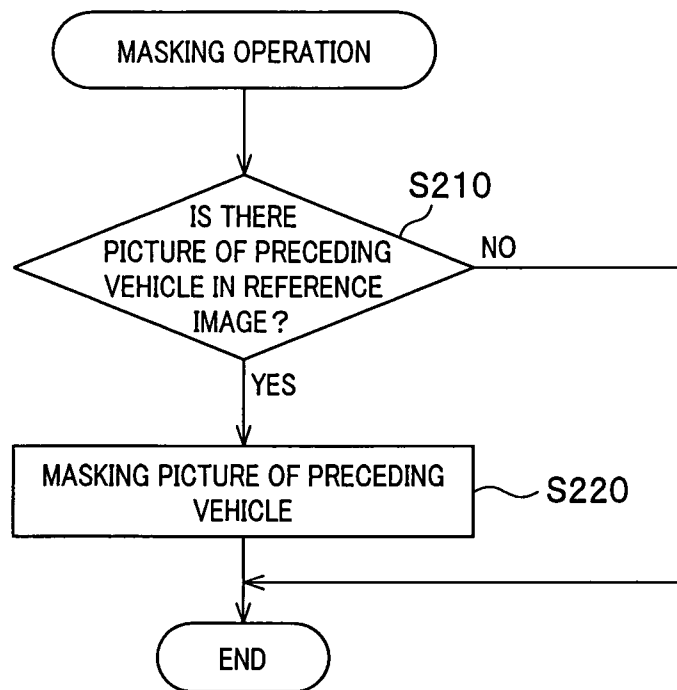 MASKING OPERATION
S210
IS THERE
PICTURE OF PRECEDING
VEHICLE IN REFERENCE
IMAGE?
NO
YES
MASKING PICTURE OF PRECEDING
VEHICLE
S220
END